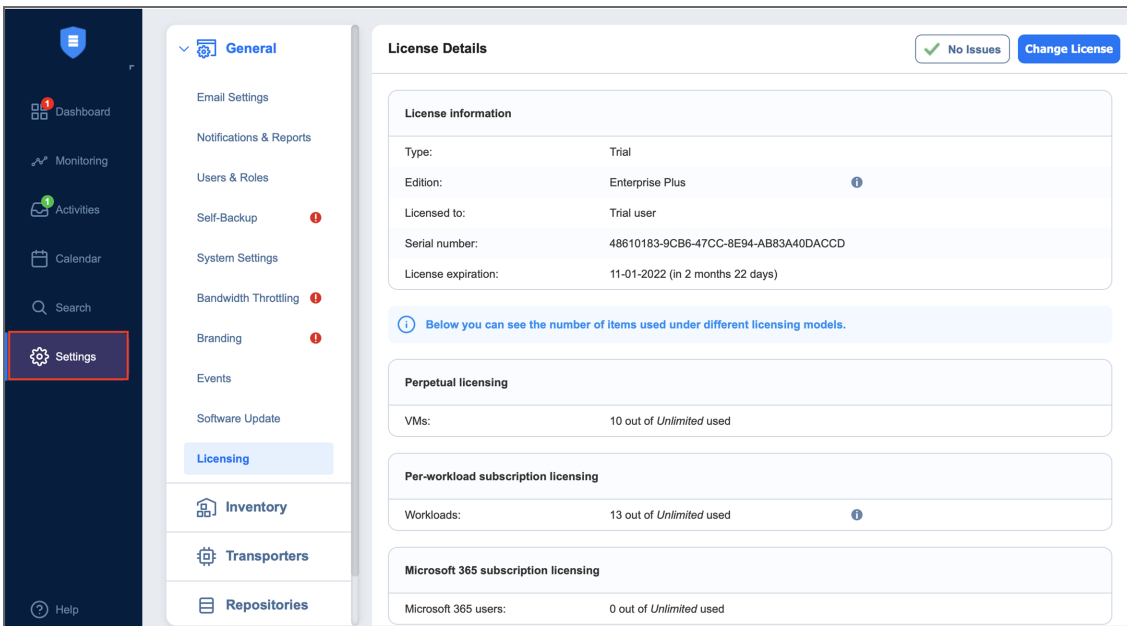 1
Dashboard
Monitoring
1
Activities
Calendar
Search
Settings
Help
General
Email Settings
Notifications & Reports
Users & Roles
Self-Backup
System Settings
Bandwidth Throttling
Branding
Events
Software Update
Licensing
Inventory
Transporters
Repositories
License Details
No Issues
Change License
License information
Type: Trial
Edition: Enterprise Plus
Licensed to: Trial user
Serial number: 48610183-9CB6-47CC-8E94-AB83A40DACCD
License expiration: 11-01-2022 (in 2 months 22 days)
Below you can see the number of items used under different licensing models.
Perpetual licensing
VMs: 10 out of Unlimited used
Per-workload subscription licensing
Workloads: 13 out of Unlimited used
Microsoft 365 subscription licensing
Microsoft 365 users: 0 out of Unlimited used